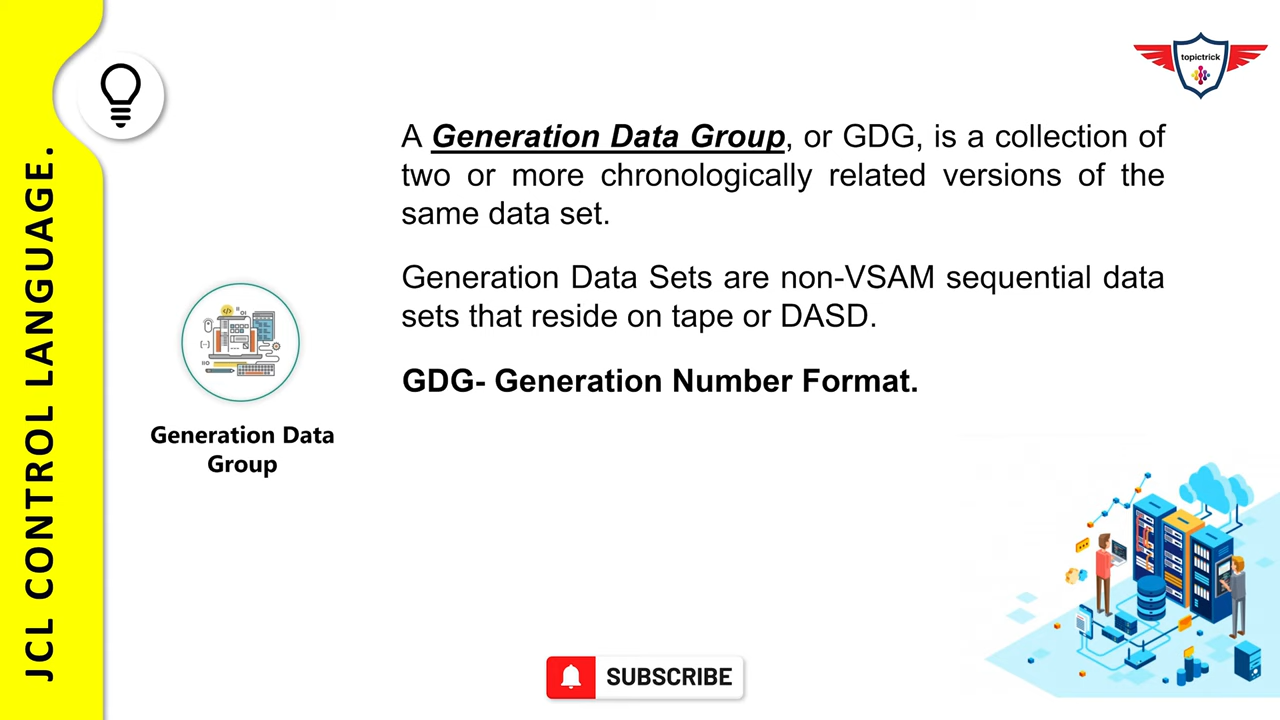 JCL CONTROL LANGUAGE.
topictrick
A Generation Data Group, or GDG, is a collection of
two or more chronologically related versions of the
same data set.
Generation Data Sets are non-VSAM sequential data
sets that reside on tape or DASD.
GDG- Generation Number Format.
Generation Data
Group
SUBSCRIBE